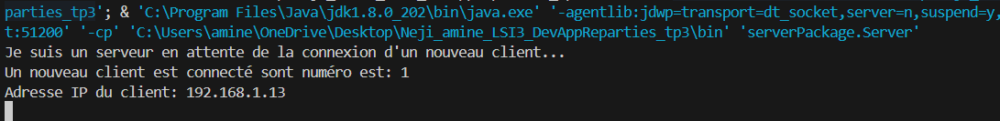 parties_tp3'; & 'C:\Program Files\Java\jdk1.8.0_202\bin\java.exe' '-agentlib:jdwp=transport=dt_socket,server=n,suspend=y,
t:51200' '-cp' 'C:\Users\amine\OneDrive\Desktop\Neji_amine_LSI3_DevAppReparties_tp3\bin' 'serverPackage.Server'
Je suis un serveur en attente de la connexion d'un nouveau client...
Un nouveau client est connecté sont numéro est: 1
Adresse IP du client: 192.168.1.13